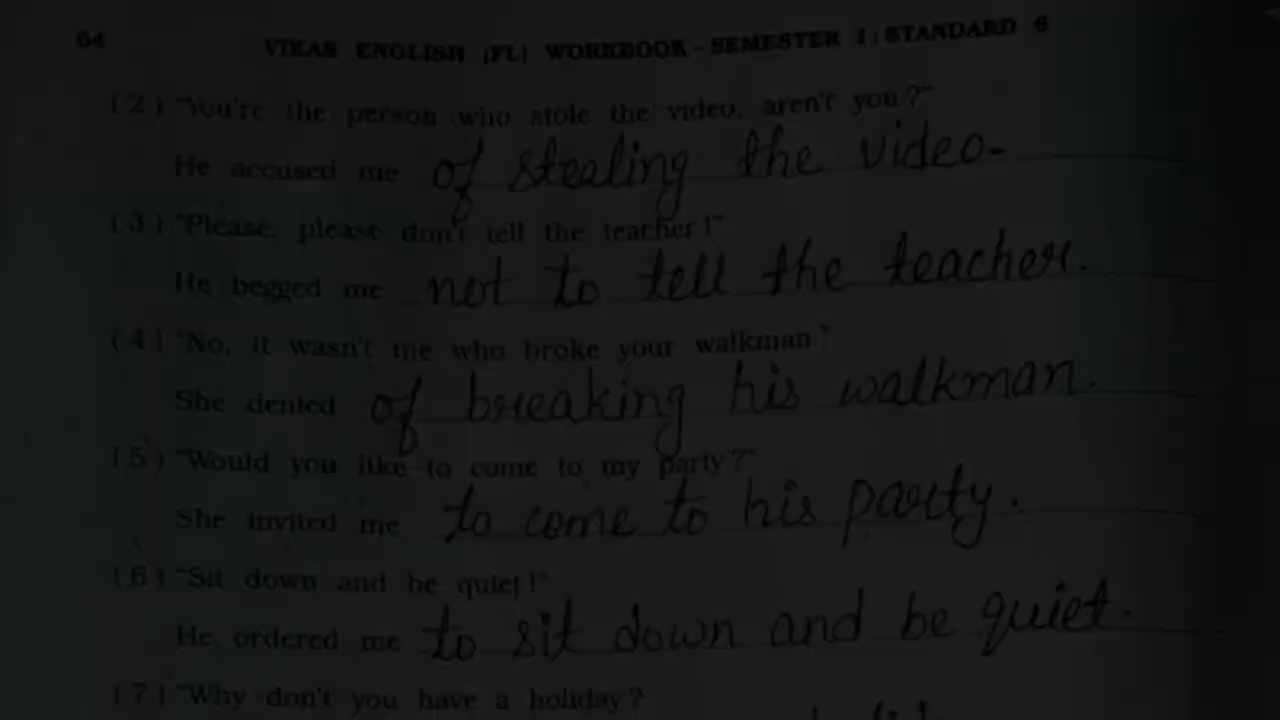 64 VIKAS ENGLISH (FL) WORKBOOK - SEMESTER I : STANDARD 6
(2) "You're the person who stole the video, aren't you?"
He accused me of stealing the video.
(3) "Please, please don't tell the teacher!"
He begged me not to tell the teacher.
(4) "No, it wasn't me who broke your walkman"
She denied of breaking his walkman.
(5) "Would you like to come to my party?"
She invited me to come to his party.
(6) "Sit down and be quiet!"
He ordered me to sit down and be quiet.
(7) "Why don't you have a holiday?